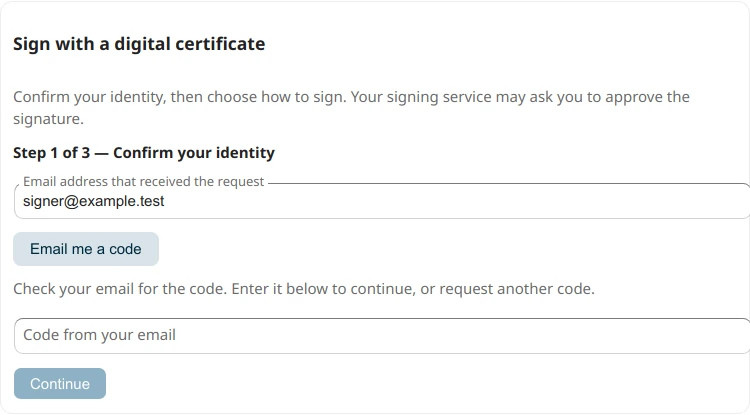 Sign with a digital certificate
Confirm your identity, then choose how to sign. Your signing service may ask you to approve the
signature.
Step 1 of 3 — Confirm your identity
Email address that received the request
signer@example.test
Email me a code
Check your email for the code. Enter it below to continue, or request another code.
Code from your email
Continue